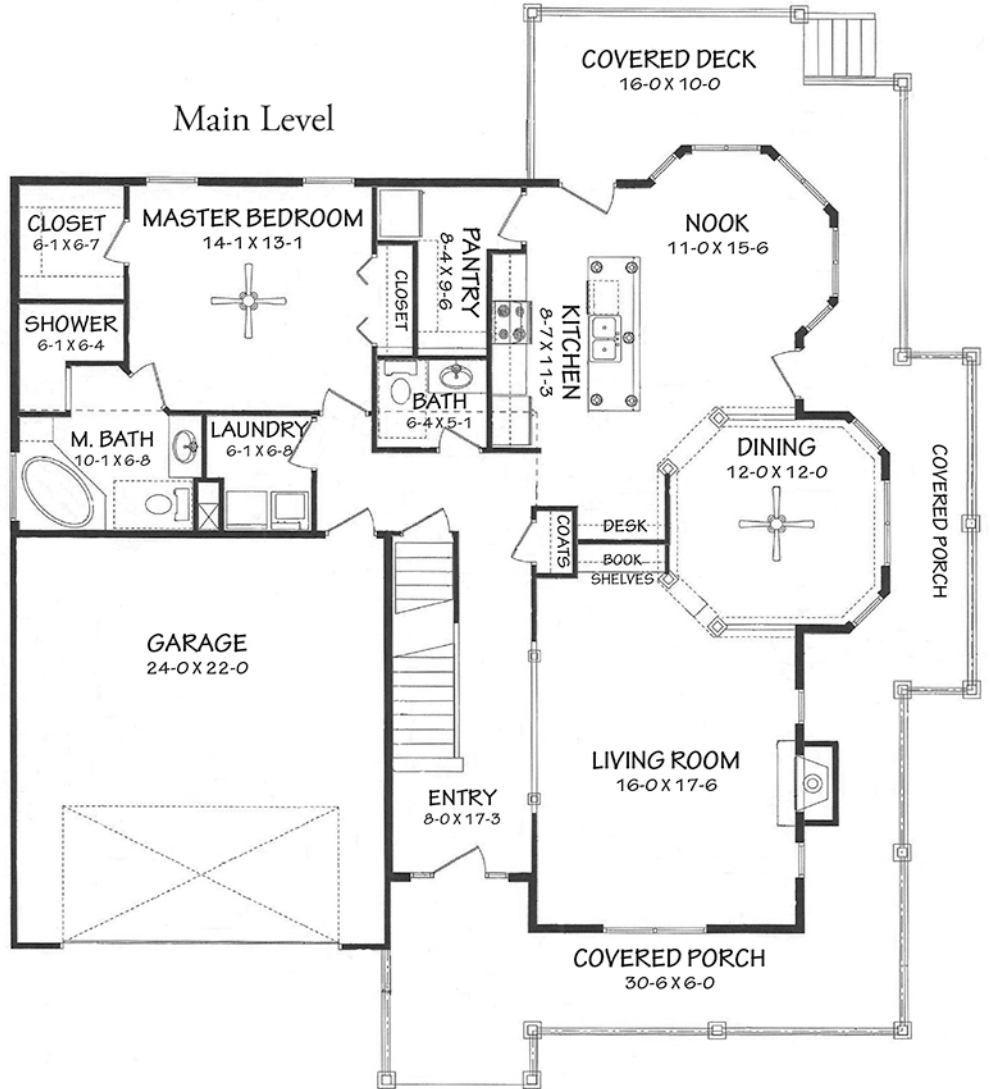 COVERED DECK
16-0 X 10-0
Main Level
CLOSET
6-1 X 6-7
MASTER BEDROOM
14-1 X 13-1
PANTRY
8-4 X 9-6
NOOK
11-0 X 15-6
CLOSET
KITCHEN
8-7 X 11-3
SHOWER
6-1 X 6-4
BATH
6-4 X 5-1
M. BATH
10-1 X 6-8
LAUNDRY
6-1 X 6-8
DINING
12-0 X 12-0
COVERED PORCH
COATS
DESK
BOOK
SHELVES
GARAGE
24-0 X 22-0
LIVING ROOM
16-0 X 17-6
ENTRY
8-0 X 17-3
COVERED PORCH
30-6 X 6-0